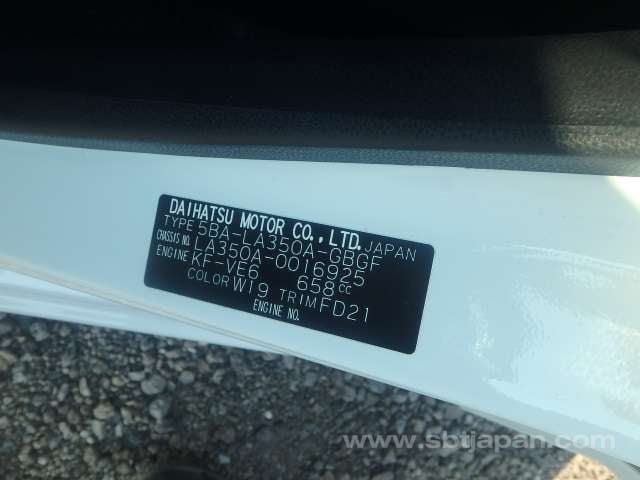 DAIHATSU MOTOR CO., LTD. JAPAN
TYPE 5BA-LA350A-GBGF
CHASSIS NO. LA350A-0016925
ENGINE KF-VE6 658cc
COLOR W19 TRIM FD21
ENGINE NO.
www.sbtjapan.com